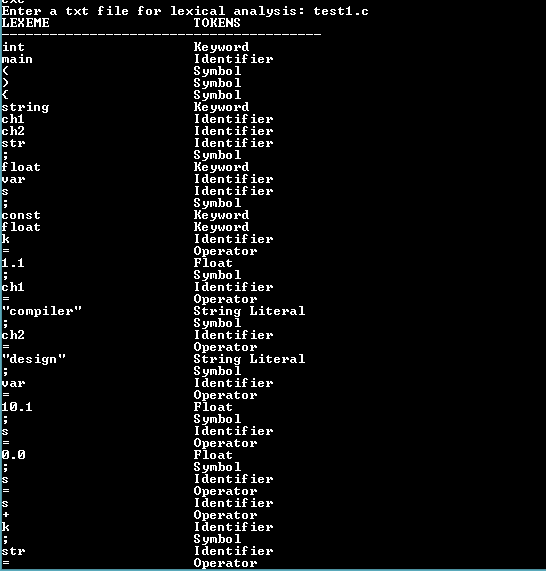 Enter a txt file for lexical analysis: test1.c
LEXEME TOKENS
----------------------------------------
int Keyword
main Identifier
( Symbol
) Symbol
{ Symbol
string Keyword
ch1 Identifier
ch2 Identifier
str Identifier
; Symbol
float Keyword
var Identifier
s Identifier
; Symbol
const Keyword
float Keyword
k Identifier
= Operator
1.1 Float
; Symbol
ch1 Identifier
= Operator
"compiler" String Literal
; Symbol
ch2 Identifier
= Operator
"design" String Literal
; Symbol
var Identifier
= Operator
10.1 Float
; Symbol
s Identifier
= Operator
0.0 Float
; Symbol
s Identifier
= Operator
s Identifier
+ Operator
k Identifier
; Symbol
str Identifier
= Operator